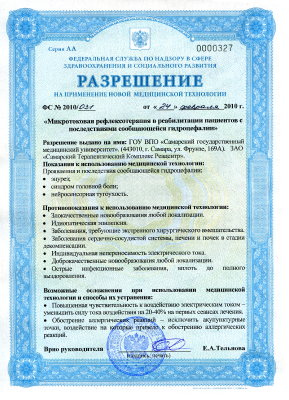 Серия АА
0000327
ФЕДЕРАЛЬНАЯ СЛУЖБА ПО НАДЗОРУ В СФЕРЕ
ЗДРАВООХРАНЕНИЯ И СОЦИАЛЬНОГО РАЗВИТИЯ
РАЗРЕШЕНИЕ
НА ПРИМЕНЕНИЕ НОВОЙ МЕДИЦИНСКОЙ ТЕХНОЛОГИИ
ФС № 2010/031 от «24» февраля 2010 г.
«Микротоковая рефлексотерапия в реабилитации пациентов с
последствиями сообщающейся гидроцефалии»
Разрешение выдано на имя: ГОУ ВПО «Самарский государственный
медицинский университет», (443010, г. Самара, ул. Фрунзе, 169А), ЗАО
«Самарский Терапевтический Комплекс Реацентр».
Показания к использованию медицинской технологии:
Проявления и последствия сообщающейся гидроцефалии:
• энурез;
• синдром головной боли;
• нейросенсорная тугоухость.
Противопоказания к использованию медицинской технологии:
• Злокачественные новообразования любой локализации.
• Идиопатическая эпилепсия.
• Заболевания, требующие экстренного хирургического вмешательства.
• Заболевания сердечно-сосудистой системы, печени и почек в стадии
декомпенсации.
• Индивидуальная непереносимость электрического тока.
• Доброкачественные новообразования любой локализации.
• Острые инфекционные заболевания, вплоть до полного
выздоровления.
Возможные осложнения при использовании медицинской
технологии и способы их устранения:
• Повышенная чувствительность к воздействию электрическим током –
уменьшить силу тока воздействия на 20-40% на первых сеансах лечения.
• Обострение аллергических реакций – исключить акупунктурные
точки, воздействие на которые привело к обострению аллергических
реакций.
Врио руководителя
Е.А.Тельнова
(подпись, печать)